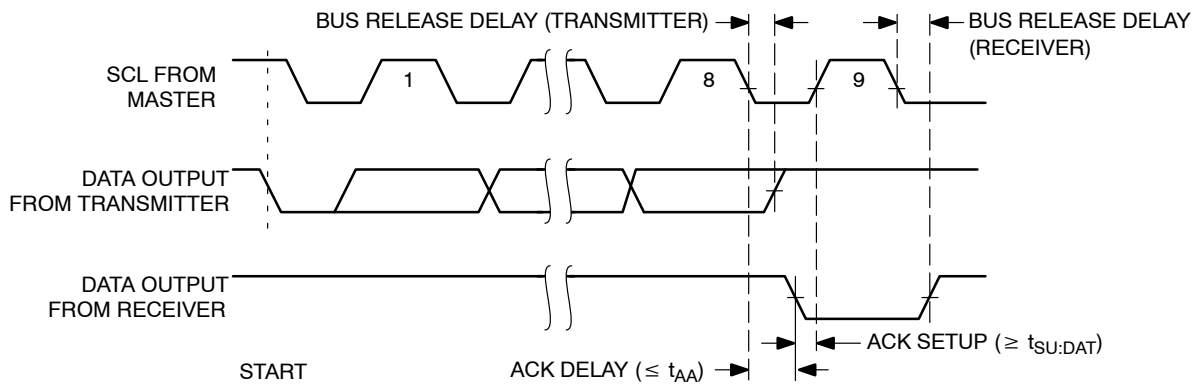 BUS RELEASE DELAY (TRANSMITTER)
BUS RELEASE DELAY
(RECEIVER)
SCL FROM
MASTER
1
8
9
DATA OUTPUT
FROM TRANSMITTER
DATA OUTPUT
FROM RECEIVER
ACK SETUP (≥ tSU:DAT)
START
ACK DELAY (≤ tAA)